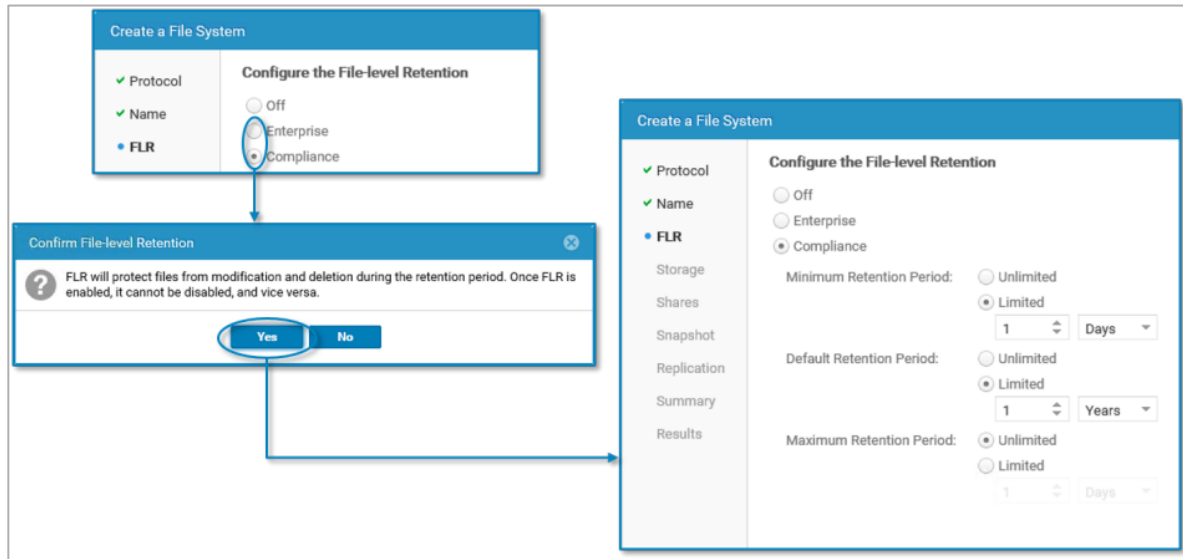 Create a File System
Protocol
Name
FLR
Configure the File-level Retention
Off
Enterprise
Compliance
Confirm File-level Retention
FLR will protect files from modification and deletion during the retention period. Once FLR is
enabled, it cannot be disabled, and vice versa.
Yes No
Create a File System
Protocol
Name
FLR
Storage
Shares
Snapshot
Replication
Summary
Results
Configure the File-level Retention
Off
Enterprise
Compliance
Minimum Retention Period: Unlimited
Limited
1 Days
Default Retention Period: Unlimited
Limited
1 Years
Maximum Retention Period: Unlimited
Limited
1 Days